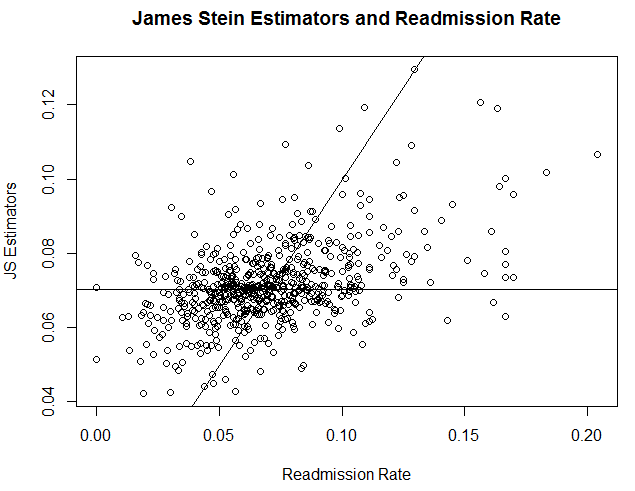 James Stein Estimators and Readmission Rate
JS Estimators
0.12
0.10
0.08
0.06
0.04
0.00 0.05 0.10 0.15 0.20
Readmission Rate